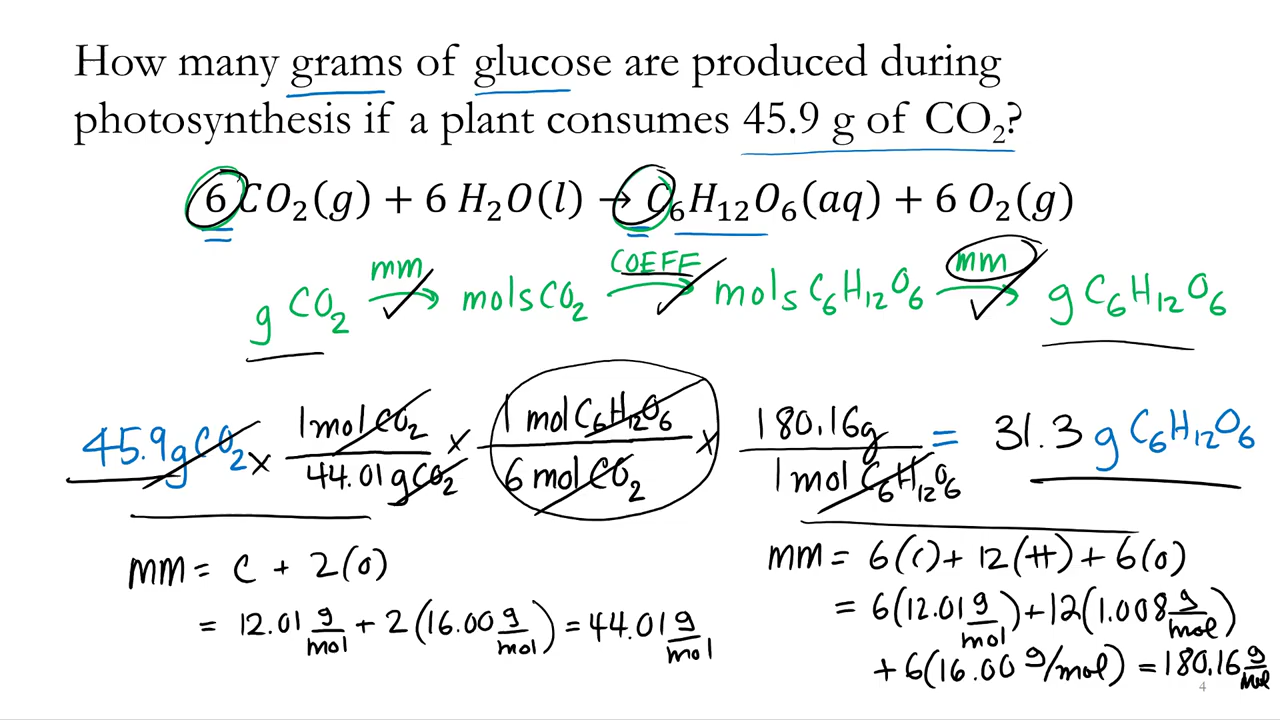 How many grams of glucose are produced during
photosynthesis if a plant consumes 45.9 g of CO₂?
6 CO₂(g) + 6 H₂O(l) → C₆H₁₂O₆(aq) + 6 O₂(g)
mm COEFF mm
g CO₂ → mols CO₂ → mols C₆H₁₂O₆ → g C₆H₁₂O₆
45.9 g CO₂ × 1 mol CO₂ / 44.01 g CO₂ × 1 mol C₆H₁₂O₆ / 6 mol CO₂ × 180.16 g / 1 mol C₆H₁₂O₆ = 31.3 g C₆H₁₂O₆
mm = C + 2(O)
= 12.01 g/mol + 2(16.00 g/mol) = 44.01 g/mol
mm = 6(C) + 12(H) + 6(O)
= 6(12.01 g/mol) + 12(1.008 g/mol)
+ 6(16.00 g/mol) = 180.16 g/mol
4